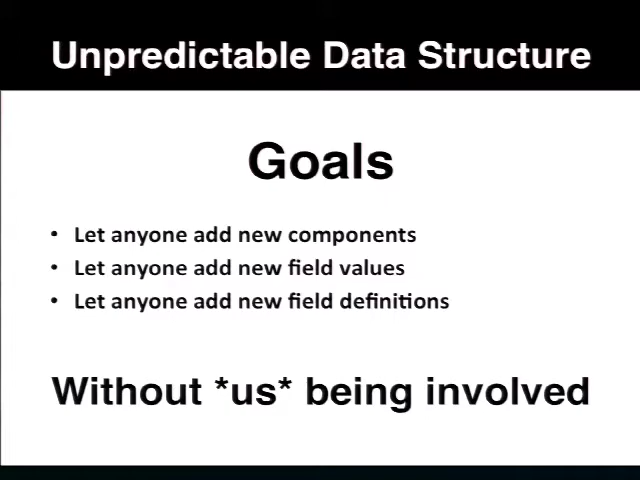 Unpredictable Data Structure
Goals
• Let anyone add new components
• Let anyone add new field values
• Let anyone add new field definitions
Without *us* being involved